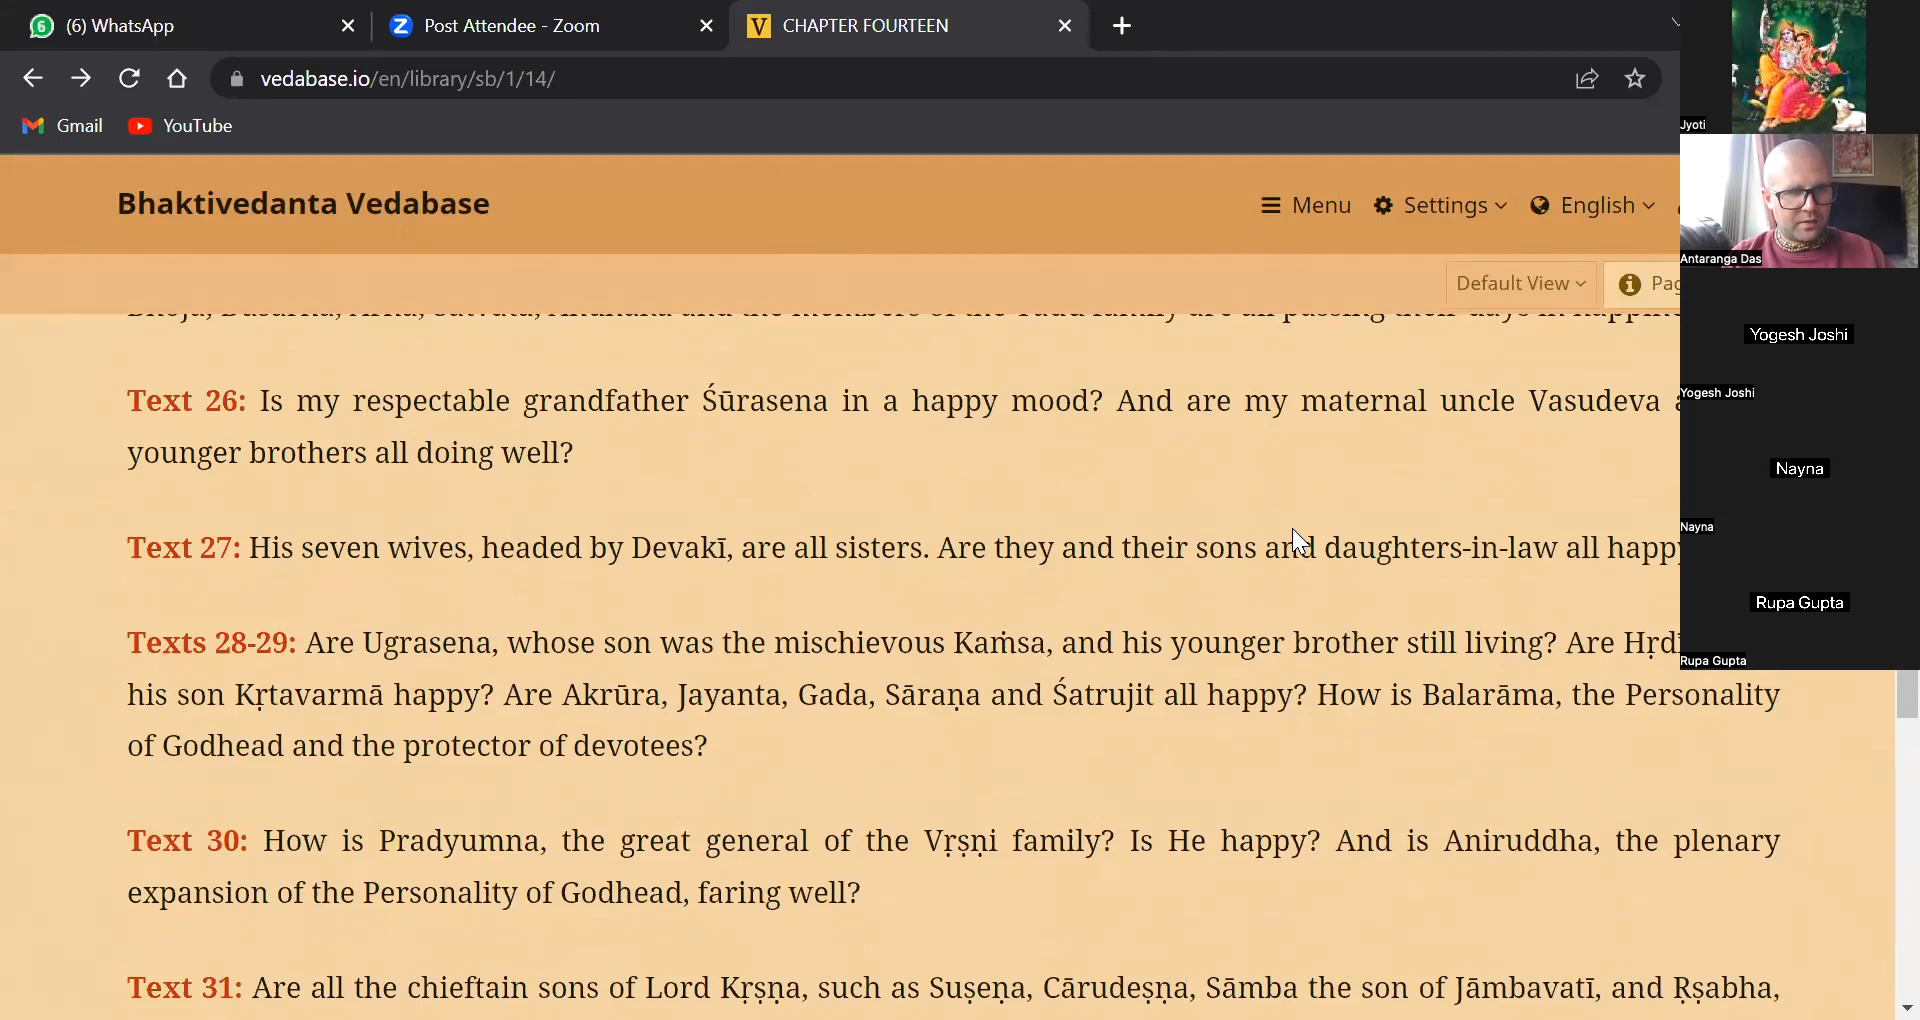 (6) WhatsApp
Post Attendee - Zoom
CHAPTER FOURTEEN
vedabase.io/en/library/sb/1/14/
Gmail
YouTube
Bhaktivedanta Vedabase
Menu
Settings
English
Default View
Text 26: Is my respectable grandfather Śūrasena in a happy mood? And are my maternal uncle Vasudeva
younger brothers all doing well?
Text 27: His seven wives, headed by Devakī, are all sisters. Are they and their sons and daughters-in-law all happy
Texts 28-29: Are Ugrasena, whose son was the mischievous Kaṁsa, and his younger brother still living? Are
his son Kṛtavarmā happy? Are Akrūra, Jayanta, Gada, Sāraṇa and Śatrujit all happy? How is Balarāma, the Personality
of Godhead and the protector of devotees?
Text 30: How is Pradyumna, the great general of the Vṛṣṇi family? Is He happy? And is Aniruddha, the plenary
expansion of the Personality of Godhead, faring well?
Text 31: Are all the chieftain sons of Lord Kṛṣṇa, such as Suṣeṇa, Cārudeṣṇa, Sāmba the son of Jāmbavatī, and Ṛṣabha,
Jyoti
Antaranga Das
Yogesh Joshi
Yogesh Joshi
Nayna
Nayna
Rupa Gupta
Rupa Gupta